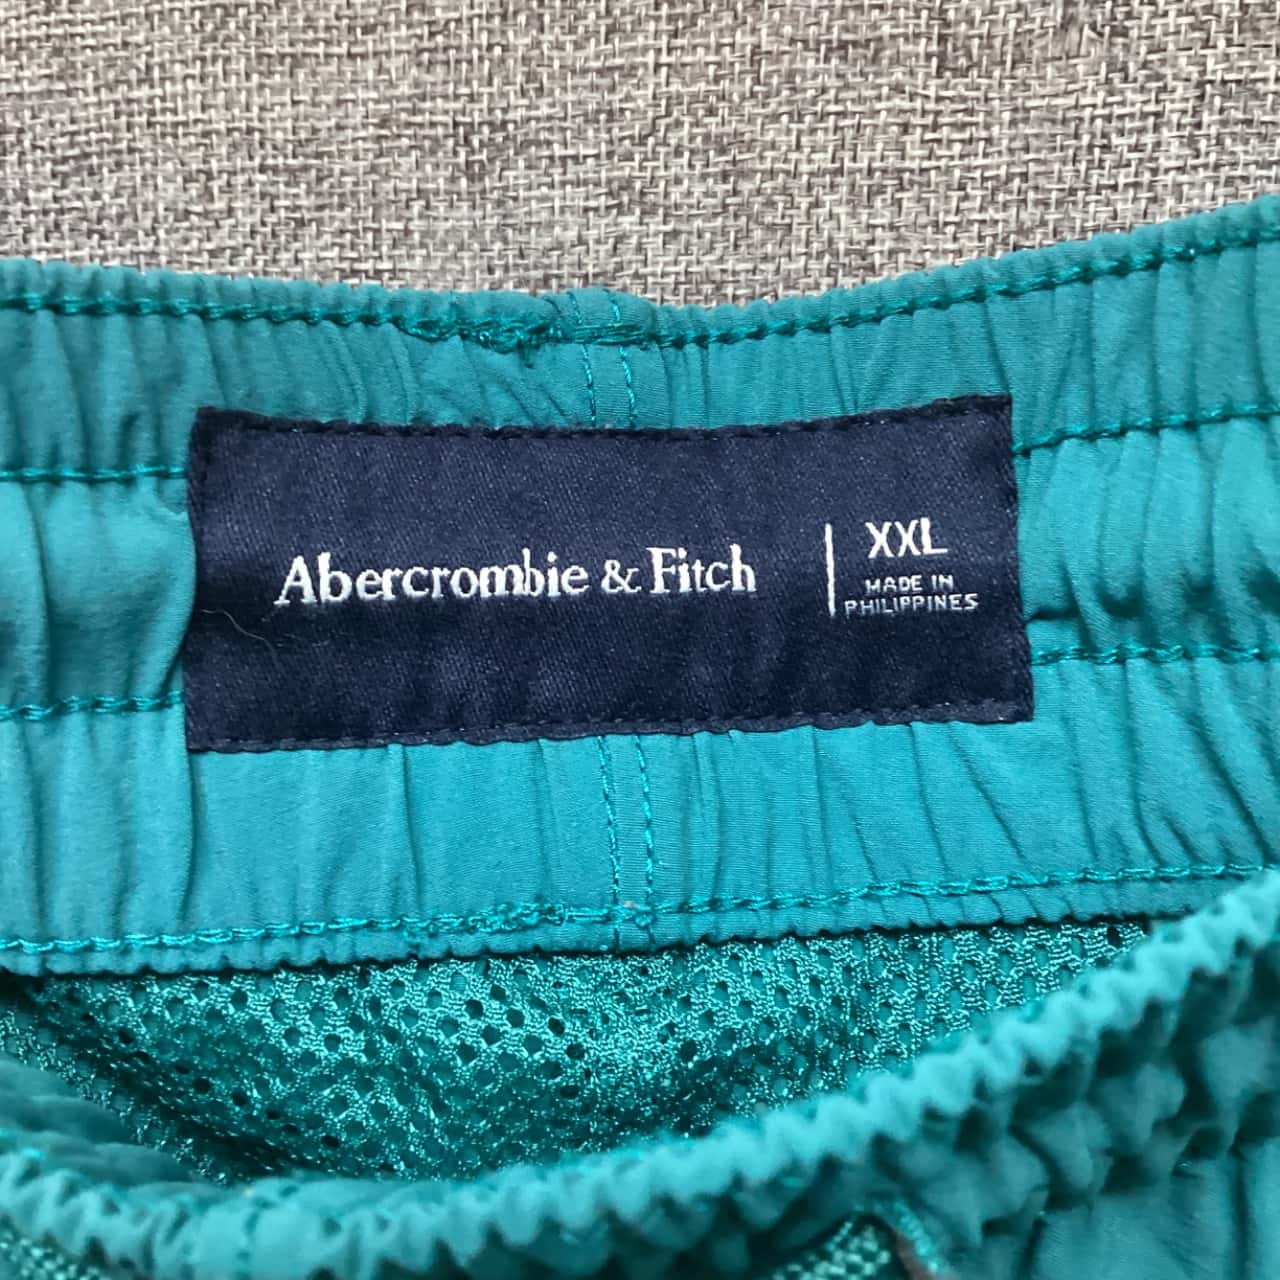 Abercrombie & Fitch
XXL
MADE IN
PHILIPPINES